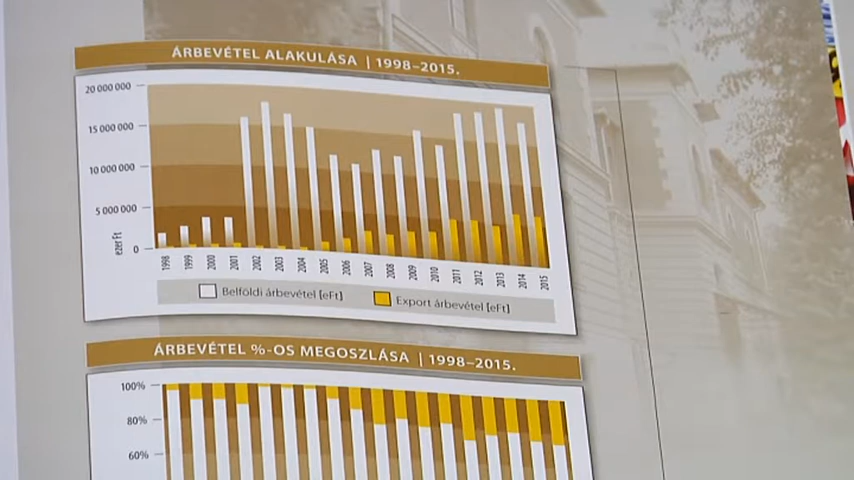 ÁRBEVÉTEL ALAKULÁSA | 1998–2015.
20 000 000
15 000 000
10 000 000
5 000 000
0
ezer Ft
1998 1999 2000 2001 2002 2003 2004 2005 2006 2007 2008 2009 2010 2011 2012 2013 2014 2015
Belföldi árbevétel [eFt] Export árbevétel [eFt]
ÁRBEVÉTEL %-OS MEGOSZLÁSA | 1998–2015.
100%
80%
60%